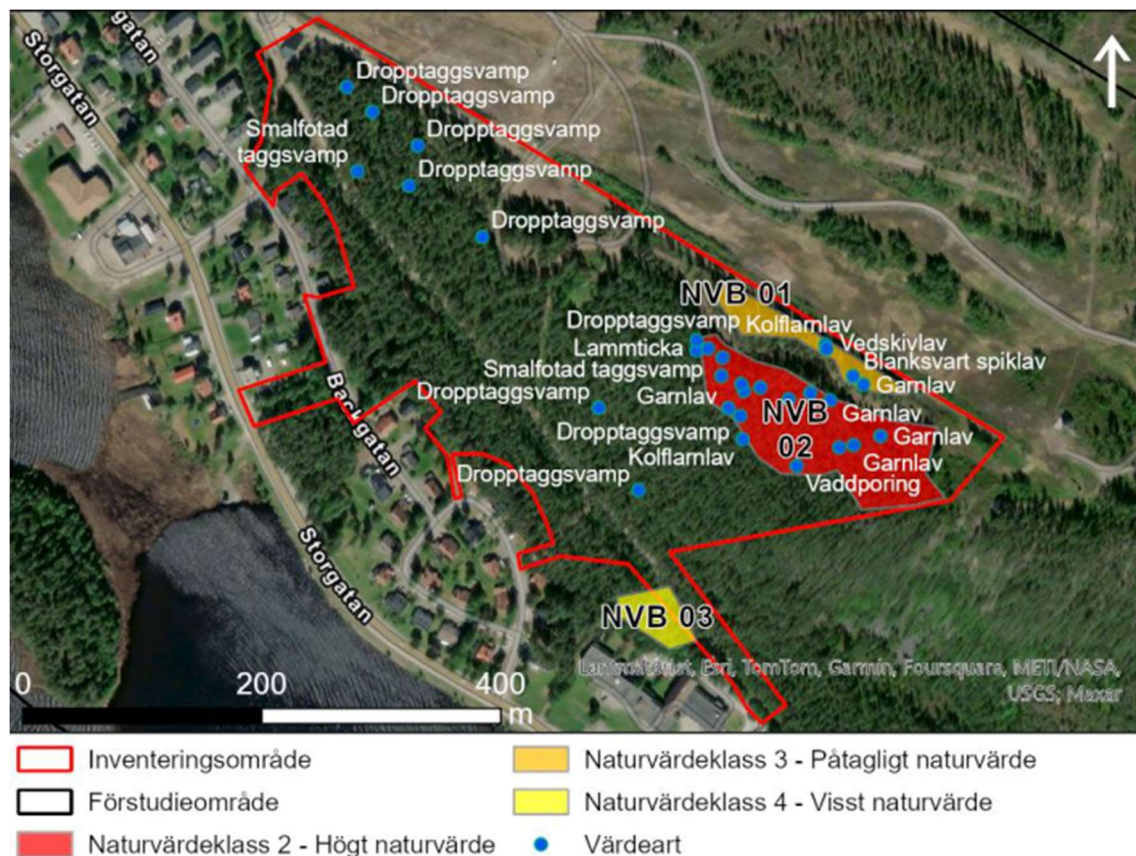 Storgatan
gatan
Dropptaggsvamp
Dropptaggsvamp
Smalfotad
taggsvamp
Dropptaggsvamp
Dropptaggsvamp
Dropptaggsvamp
NVB 01
Dropptaggsvamp
Kolflarnlav
Lammticka
Vedskivlav
Smalfotad taggsvamp
Blanksvart spiklav
Dropptaggsvamp
Garnlav
Garnlav
NVB
02
Garnlav
Dropptaggsvamp
Garnlav
Kolflarnlav
Garnlav
Dropptaggsvamp
Vaddporing
Backgatan
Storgatan
NVB 03
Lantmäteriet, Esri, TomTom, Garmin, Foursquare, METI/NASA,
USGS; Maxar
0 200 400
m
Inventeringsområde
Förstudieområde
Naturvärdeklass 2 - Högt naturvärde
Naturvärdeklass 3 - Påtagligt naturvärde
Naturvärdeklass 4 - Visst naturvärde
Värdeart